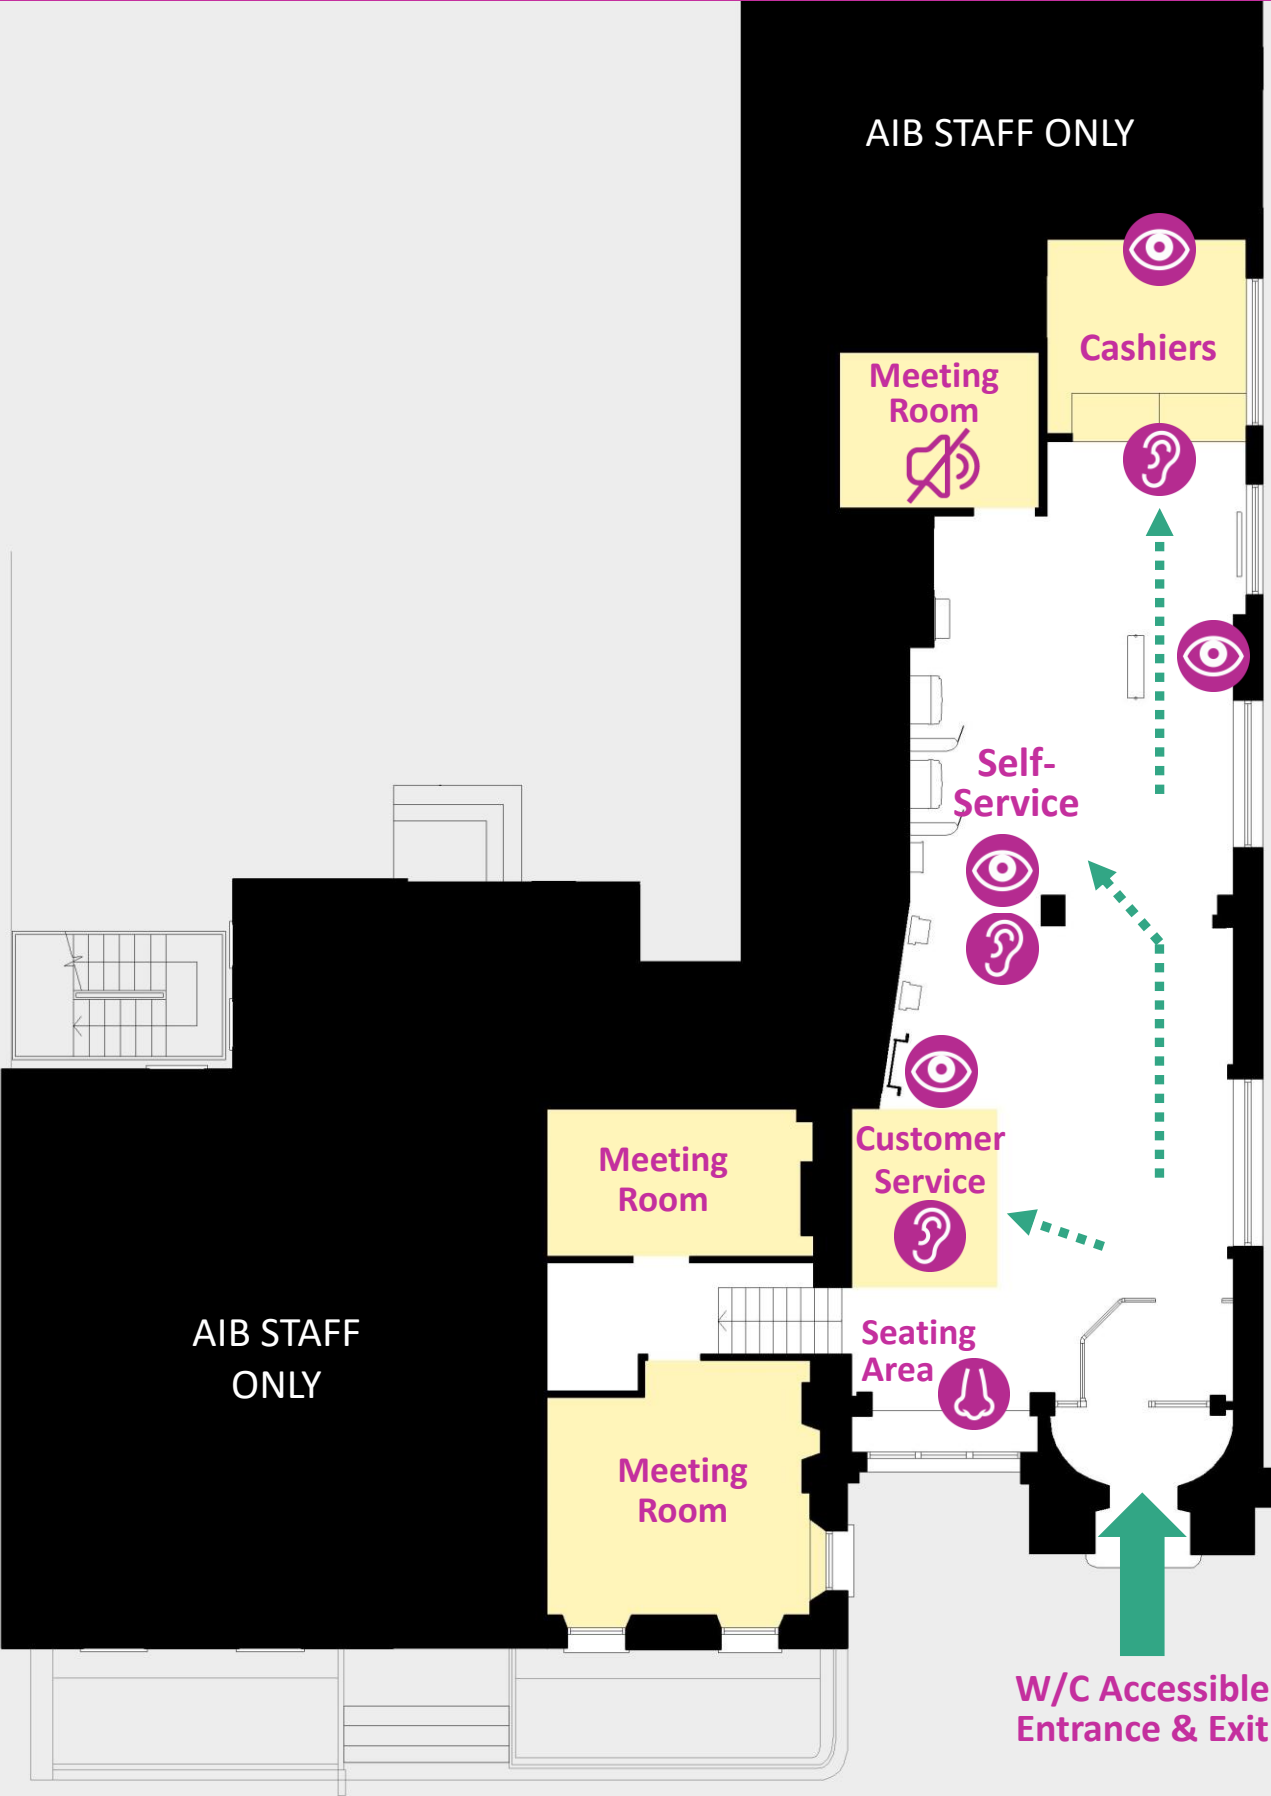 AIB STAFF ONLY
Cashiers
Meeting
Room
Self-
Service
Customer
Service
Meeting
Room
Seating
Area
AIB STAFF
ONLY
Meeting
Room
W/C Accessible
Entrance & Exit